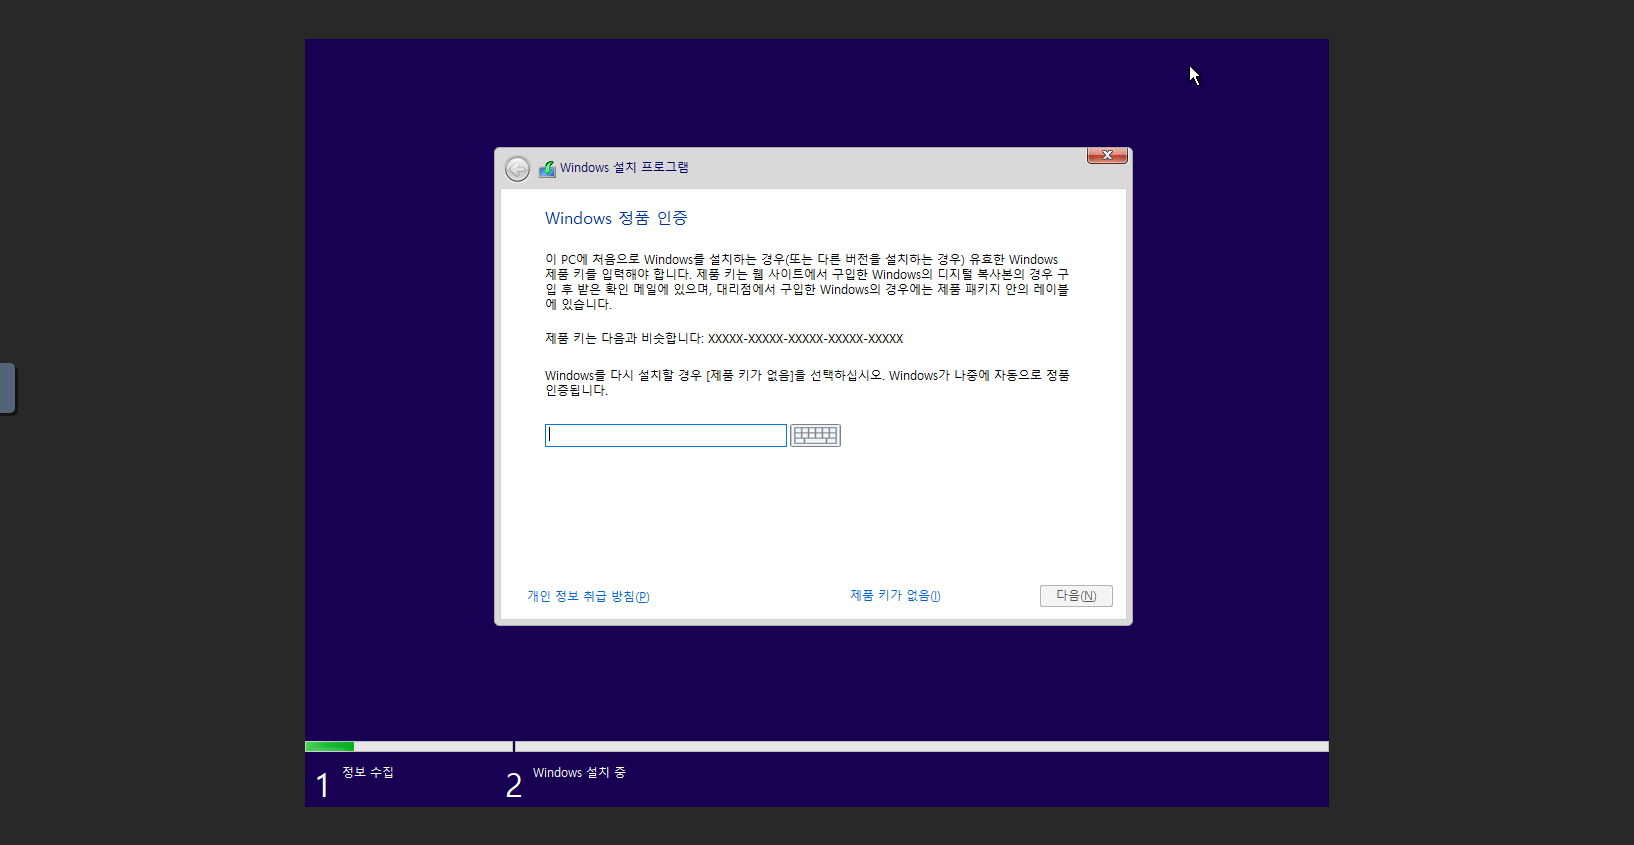 Windows 설치 프로그램
Windows 정품 인증
이 PC에 처음으로 Windows를 설치하는 경우(또는 다른 버전을 설치하는 경우) 유효한 Windows
제품 키를 입력해야 합니다. 제품 키는 웹 사이트에서 구입한 Windows의 디지털 복사본의 경우 구
입 후 받은 확인 메일에 있으며, 대리점에서 구입한 Windows의 경우에는 제품 패키지 안의 레이블
에 있습니다.
제품 키는 다음과 비슷합니다: XXXXX-XXXXX-XXXXX-XXXXX-XXXXX
Windows를 다시 설치할 경우 [제품 키가 없음]을 선택하십시오. Windows가 나중에 자동으로 정품
인증됩니다.
개인 정보 취급 방침(P)
제품 키가 없음(I)
다음(N)
1 정보 수집
2 Windows 설치 중